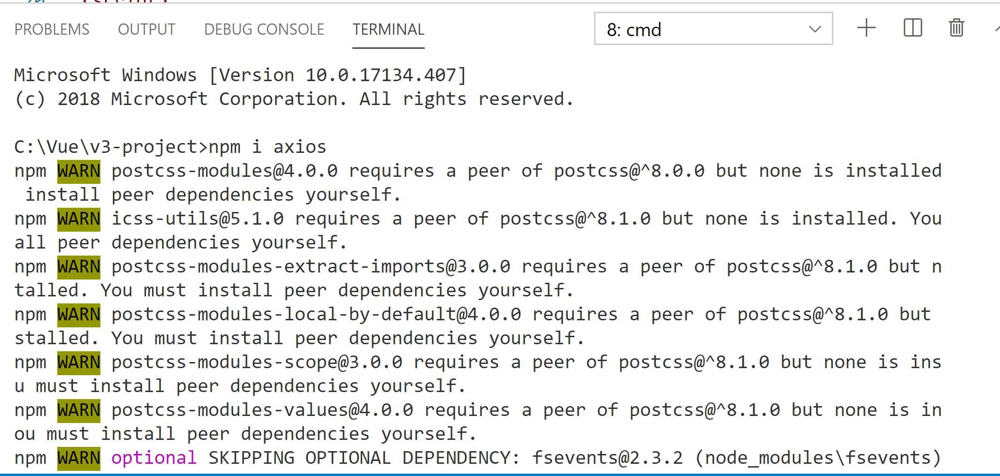 PROBLEMS OUTPUT DEBUG CONSOLE TERMINAL 8: cmd
Microsoft Windows [Version 10.0.17134.407]
(c) 2018 Microsoft Corporation. All rights reserved.
C:\Vue\v3-project>npm i axios
npm WARN postcss-modules@4.0.0 requires a peer of postcss@^8.0.0 but none is installed
install peer dependencies yourself.
npm WARN icss-utils@5.1.0 requires a peer of postcss@^8.1.0 but none is installed. You
all peer dependencies yourself.
npm WARN postcss-modules-extract-imports@3.0.0 requires a peer of postcss@^8.1.0 but n
talled. You must install peer dependencies yourself.
npm WARN postcss-modules-local-by-default@4.0.0 requires a peer of postcss@^8.1.0 but
stalled. You must install peer dependencies yourself.
npm WARN postcss-modules-scope@3.0.0 requires a peer of postcss@^8.1.0 but none is ins
u must install peer dependencies yourself.
npm WARN postcss-modules-values@4.0.0 requires a peer of postcss@^8.1.0 but none is in
ou must install peer dependencies yourself.
npm WARN optional SKIPPING OPTIONAL DEPENDENCY: fsevents@2.3.2 (node_modules\fsevents)